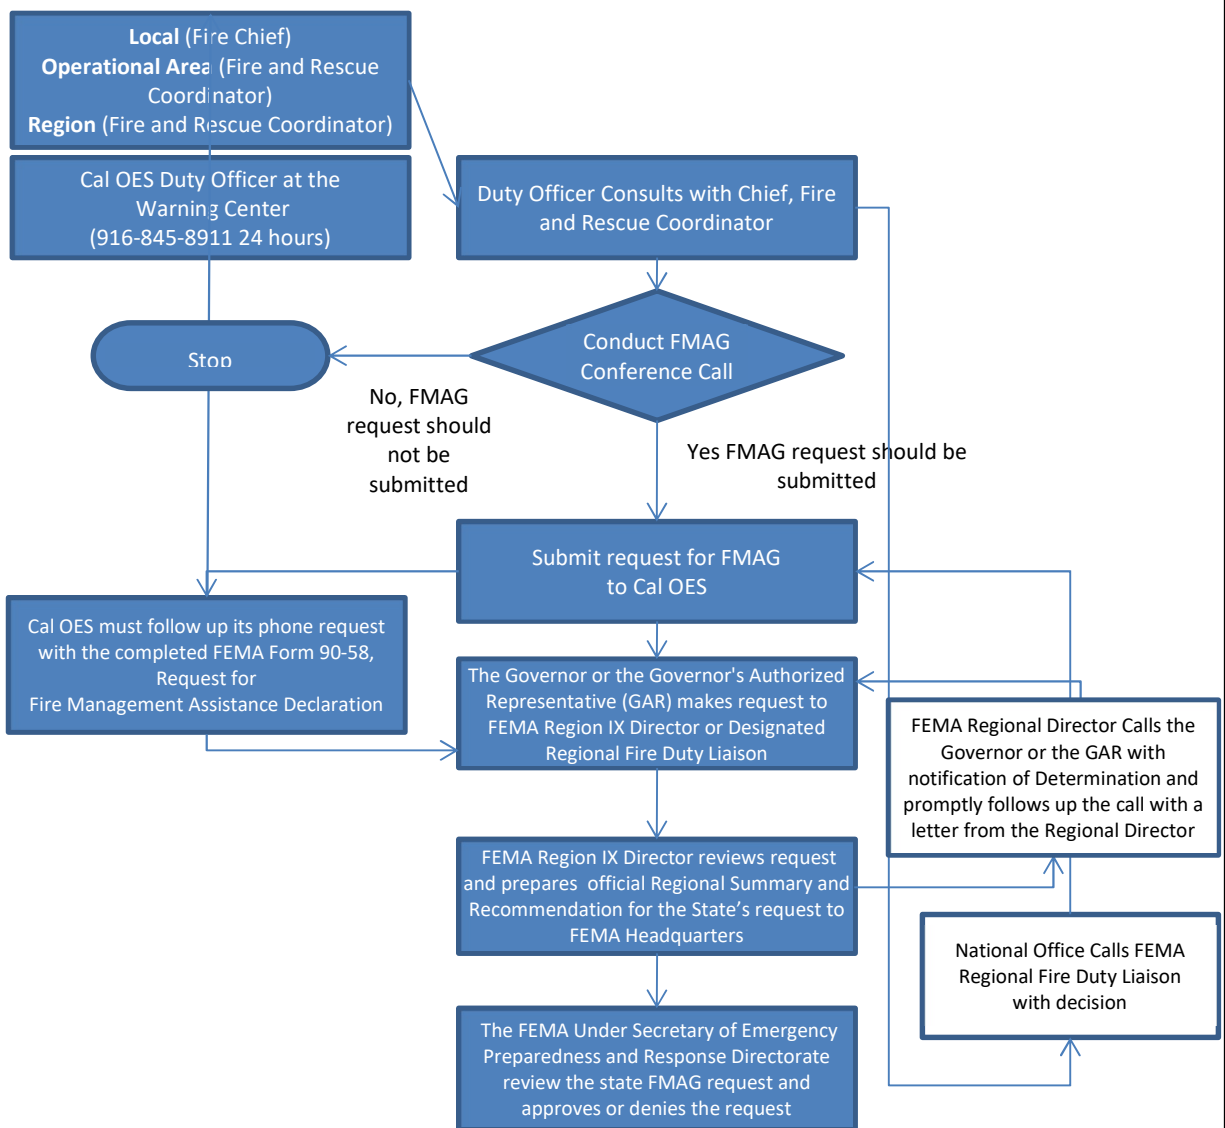 Local (Fire Chief)
Operational Area (Fire and Rescue
Coordinator)
Region (Fire and Rescue Coordinator)
Cal OES Duty Officer at the
Warning Center
(916-845-8911 24 hours)
Duty Officer Consults with Chief, Fire
and Rescue Coordinator
Stop
Conduct FMAG
Conference Call
No, FMAG
request should
not be
submitted
Yes FMAG request should be
submitted
Submit request for FMAG
to Cal OES
Cal OES must follow up its phone request
with the completed FEMA Form 90-58,
Request for
Fire Management Assistance Declaration
The Governor or the Governor's Authorized
Representative (GAR) makes request to
FEMA Region IX Director or Designated
Regional Fire Duty Liaison
FEMA Regional Director Calls the
Governor or the GAR with
notification of Determination and
promptly follows up the call with a
letter from the Regional Director
FEMA Region IX Director reviews request
and prepares official Regional Summary and
Recommendation for the State’s request to
FEMA Headquarters
National Office Calls FEMA
Regional Fire Duty Liaison
with decision
The FEMA Under Secretary of Emergency
Preparedness and Response Directorate
review the state FMAG request and
approves or denies the request